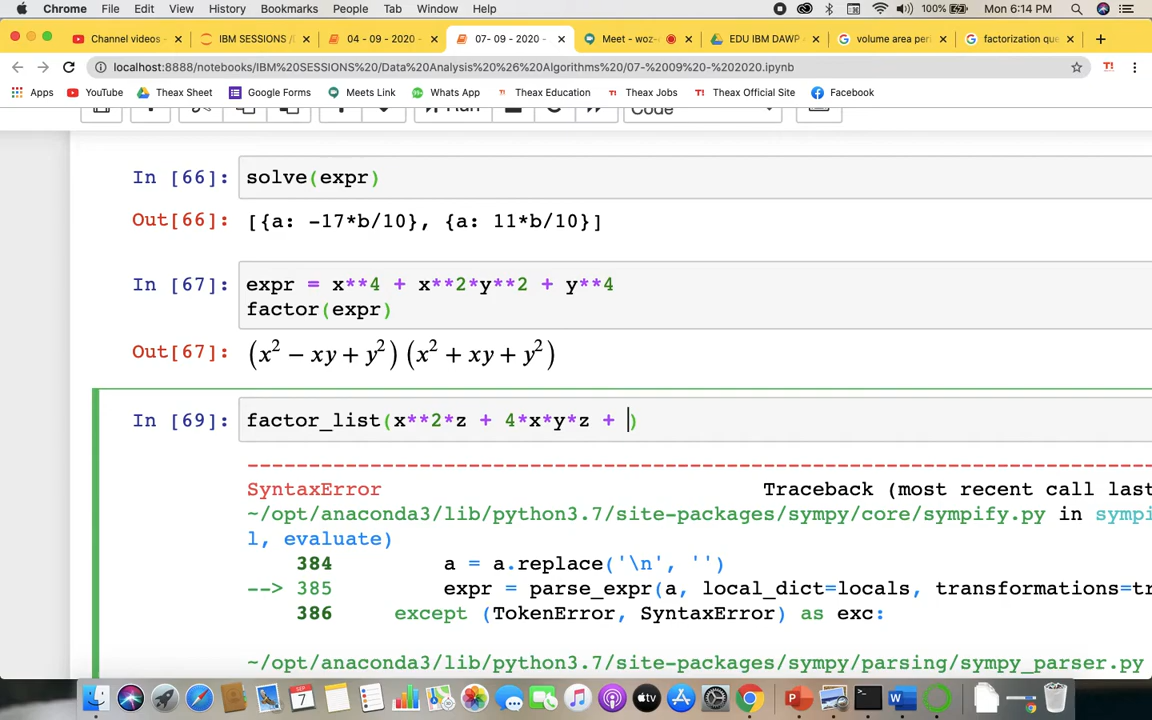 Chrome File Edit View History Bookmarks People Tab Window Help 100% Mon 6:14 PM
Channel videos - IBM SESSIONS / 04 - 09 - 2020 - 07- 09 - 2020 - Meet - woz- EDU IBM DAWP volume area peri factorization que
localhost:8888/notebooks/IBM%20SESSIONS%20/Data%20Analysis%20%26%20Algorithms%20/07-%2009%20-%202020.ipynb
Apps YouTube Theax Sheet Google Forms Meets Link Whats App Theax Education Theax Jobs Theax Official Site Facebook
Run Code
In [66]: solve(expr)
Out[66]: [{a: -17*b/10}, {a: 11*b/10}]
In [67]: expr = x**4 + x**2*y**2 + y**4
factor(expr)
Out[67]: (x² − xy + y²) (x² + xy + y²)
In [69]: factor_list(x**2*z + 4*x*y*z + )
---------------------------------------------------------------------------
SyntaxError Traceback (most recent call last
~/opt/anaconda3/lib/python3.7/site-packages/sympy/core/sympify.py in sympi
l, evaluate)
384 a = a.replace('\n', '')
--> 385 expr = parse_expr(a, local_dict=locals, transformations=tr
386 except (TokenError, SyntaxError) as exc:
~/opt/anaconda3/lib/python3.7/site-packages/sympy/parsing/sympy_parser.py